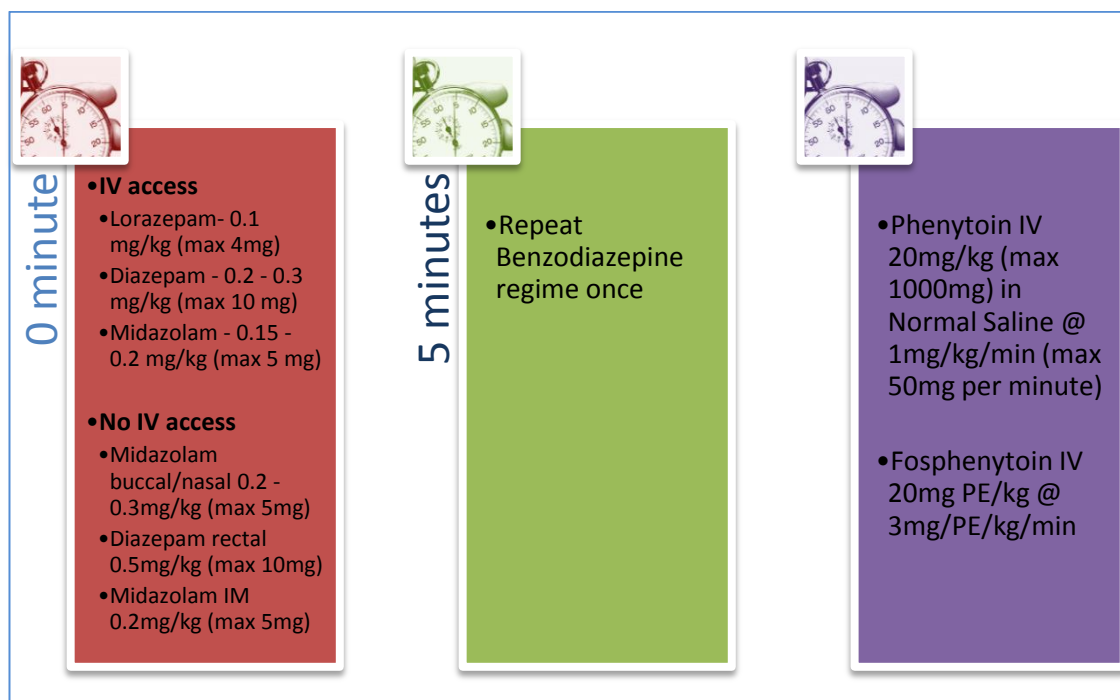 0 minute
•IV access
•Lorazepam- 0.1
mg/kg (max 4mg)
•Diazepam - 0.2 - 0.3
mg/kg (max 10 mg)
•Midazolam - 0.15 -
0.2 mg/kg (max 5 mg)
•No IV access
•Midazolam
buccal/nasal 0.2 -
0.3mg/kg (max 5mg)
•Diazepam rectal
0.5mg/kg (max 10mg)
•Midazolam IM
0.2mg/kg (max 5mg)
5 minutes
•Repeat
Benzodiazepine
regime once
•Phenytoin IV
20mg/kg (max
1000mg) in
Normal Saline @
1mg/kg/min (max
50mg per minute)
•Fosphenytoin IV
20mg PE/kg @
3mg/PE/kg/min